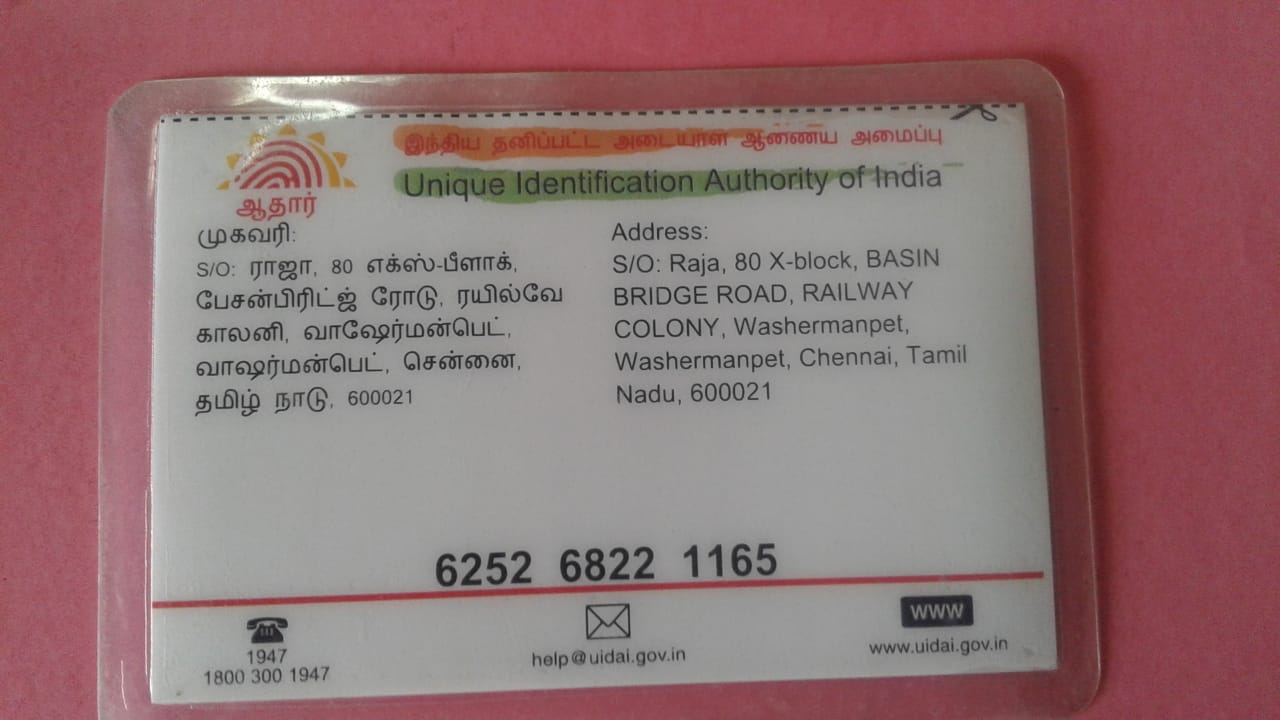 இந்திய தனிப்பட்ட அடையாள ஆணைய அமைப்பு
Unique Identification Authority of India
ஆதார்
முகவரி:
S/O: ராஜா, 80 எக்ஸ்-பீளாக்,
பேசன்பிரிட்ஜ் ரோடு, ரயில்வே
காலனி, வாஷேர்மன்பெட்,
வாஷர்மன்பெட், சென்னை,
தமிழ் நாடு, 600021
Address:
S/O: Raja, 80 X-block, BASIN
BRIDGE ROAD, RAILWAY
COLONY, Washermanpet,
Washermanpet, Chennai, Tamil
Nadu, 600021
6252 6822 1165
1947
1800 300 1947
help@uidai.gov.in
www
www.uidai.gov.in